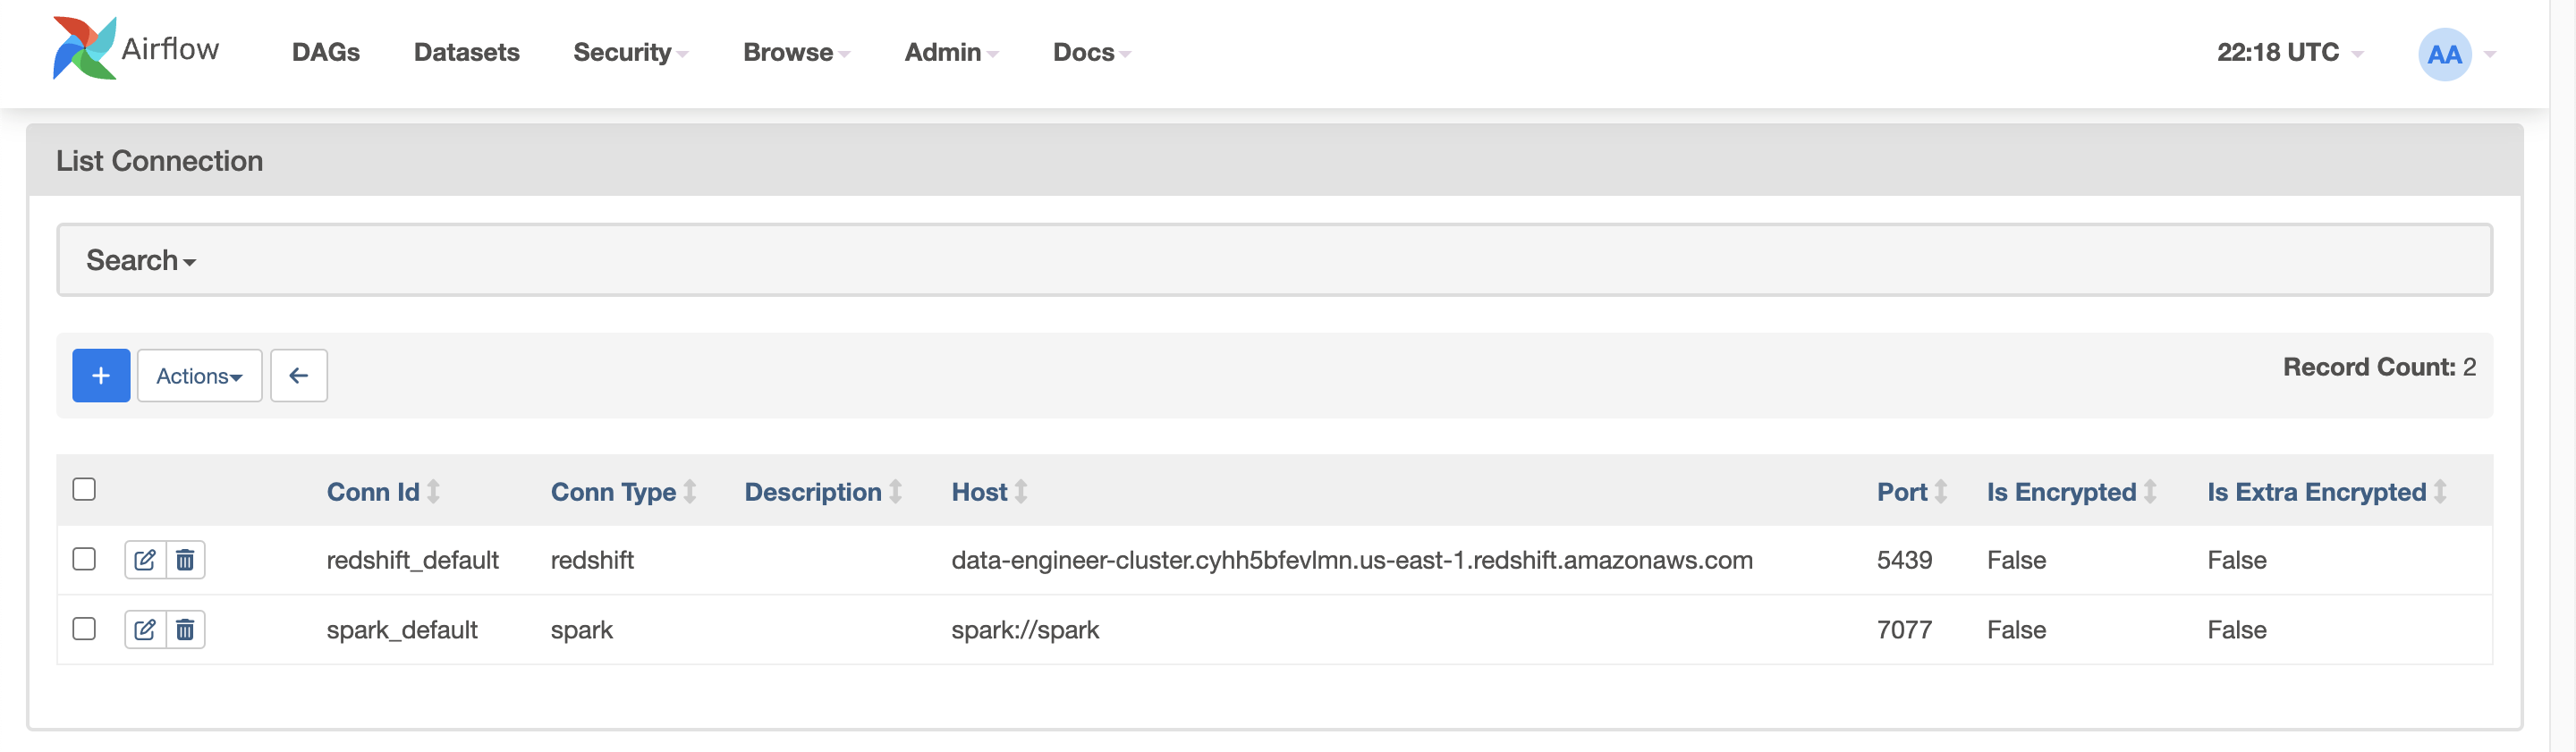 Airflow DAGs Datasets Security Browse Admin Docs 22:18 UTC AA
List Connection
Search
+ Actions ← Record Count: 2
Conn Id Conn Type Description Host Port Is Encrypted Is Extra Encrypted
redshift_default redshift data-engineer-cluster.cyhh5bfevlmn.us-east-1.redshift.amazonaws.com 5439 False False
spark_default spark spark://spark 7077 False False